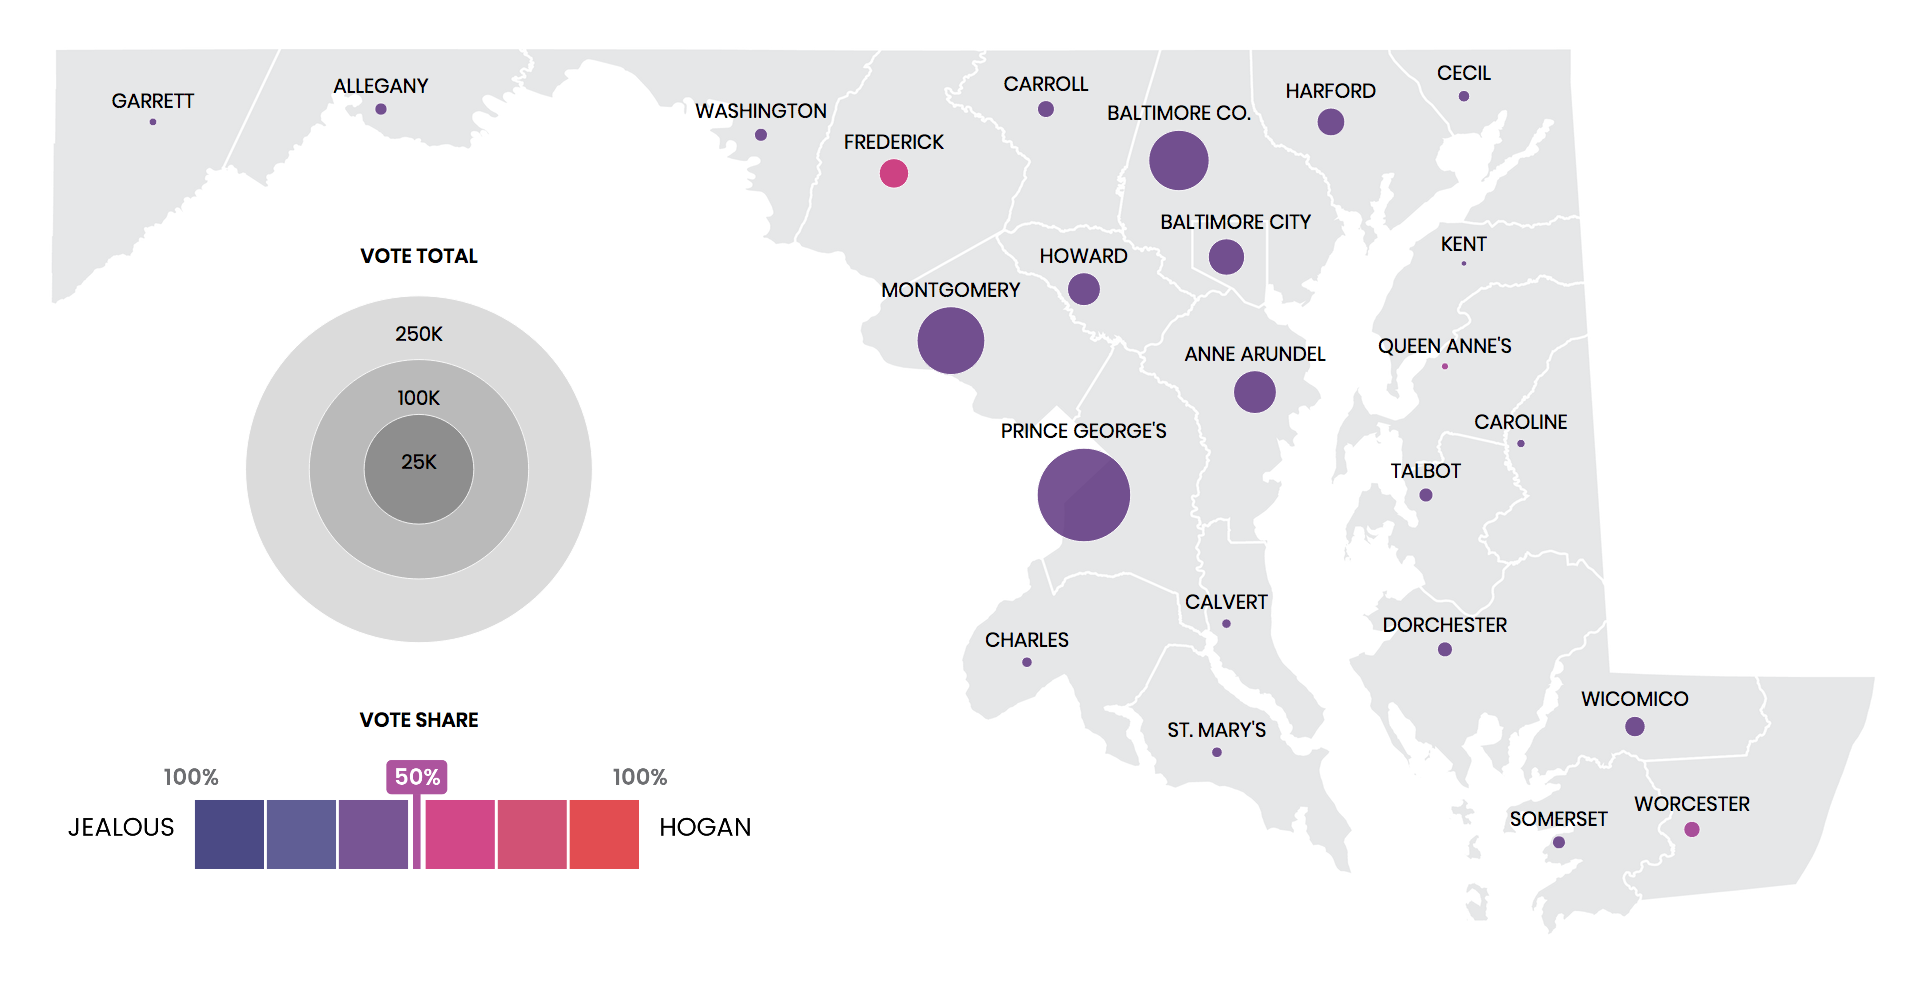 CECIL
ALLEGANY
CARROLL
HARFORD
GARRETT
WASHINGTON
BALTIMORE CO.
FREDERICK
BALTIMORE CITY
KENT
VOTE TOTAL
HOWARD
MONTGOMERY
250K
QUEEN ANNE'S
ANNE ARUNDEL
100K
CAROLINE
PRINCE GEORGE'S
25K
TALBOT
CALVERT
DORCHESTER
CHARLES
WICOMICO
VOTE SHARE
ST. MARY'S
100% 50% 100%
WORCESTER
SOMERSET
JEALOUS HOGAN